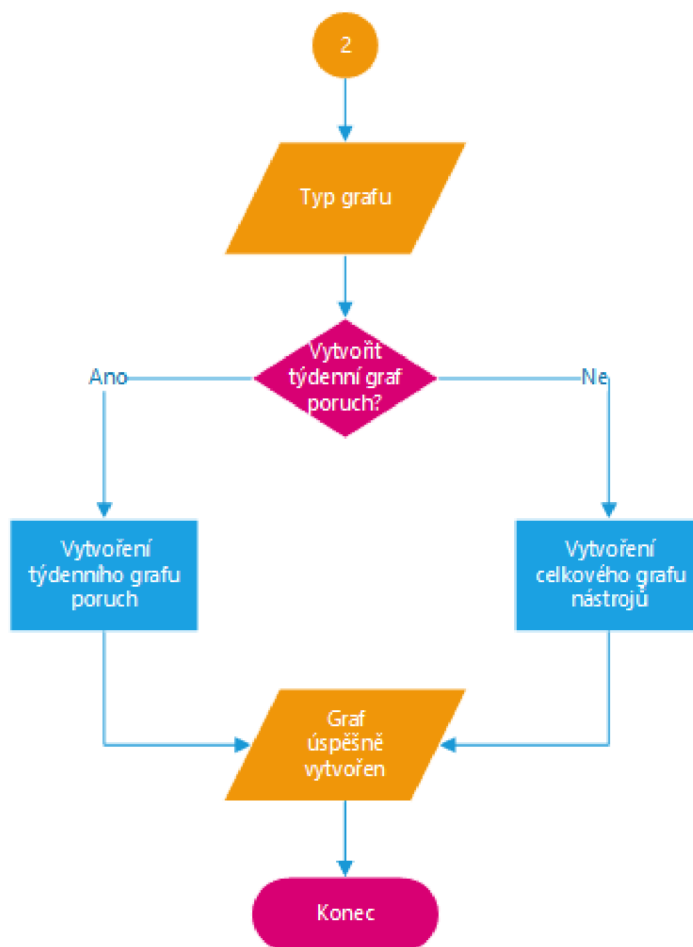 2
Typ grafu
Vytvořit
týdenní graf
poruch?
Ano
Ne
Vytvoření
týdenního grafu
poruch
Vytvoření
celkového grafu
nástrojů
Graf
úspěšně
vytvořen
Konec